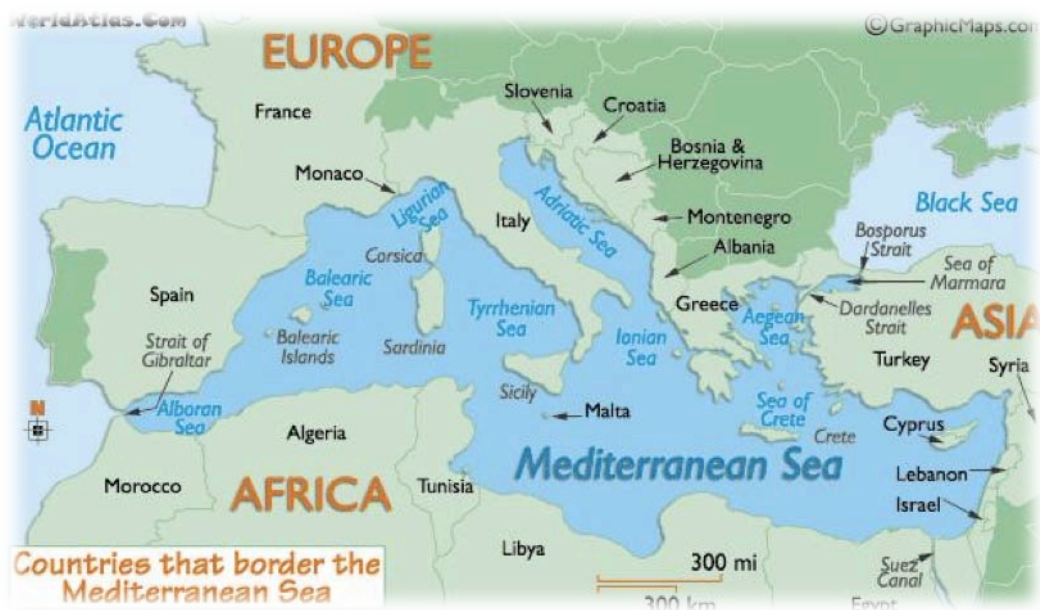 WorldAtlas.Com
© GraphicMaps.com
EUROPE
Slovenia
Croatia
France
Atlantic
Ocean
Bosnia &
Herzegovina
Monaco
Ligurian
Sea
Adriatic Sea
Italy
Montenegro
Black Sea
Bosporus
Strait
Albania
Corsica
Sea of
Marmara
Balearic
Sea
Spain
Tyrrhenian
Sea
Greece
Aegean
Sea
Dardanelles
Strait
ASIA
Strait of
Gibraltar
Balearic
Islands
Sardinia
Ionian
Sea
Turkey
Syria
Sicily
N
Alboran
Sea
Malta
Sea of
Crete
Crete
Cyprus
Algeria
Mediterranean Sea
Lebanon
Morocco
AFRICA
Tunisia
Israel
Libya
300 mi
Suez
Canal
Countries that border the
Mediterranean Sea
300 km
Egypt